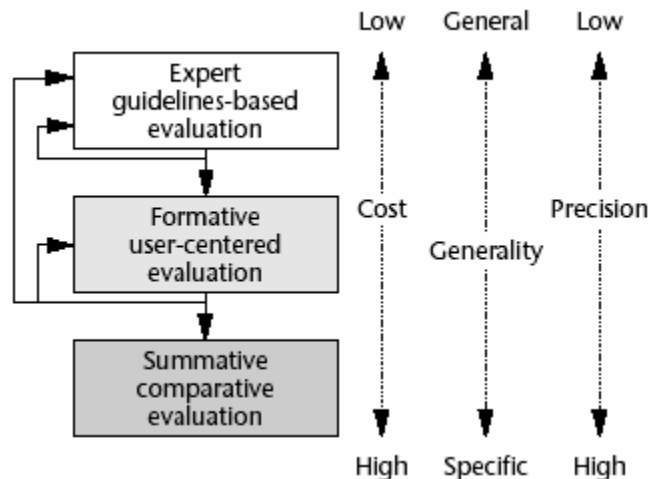 Low General Low
Expert
guidelines-based
evaluation
Formative
user-centered
evaluation
Cost
Precision
Generality
Summative
comparative
evaluation
High Specific High